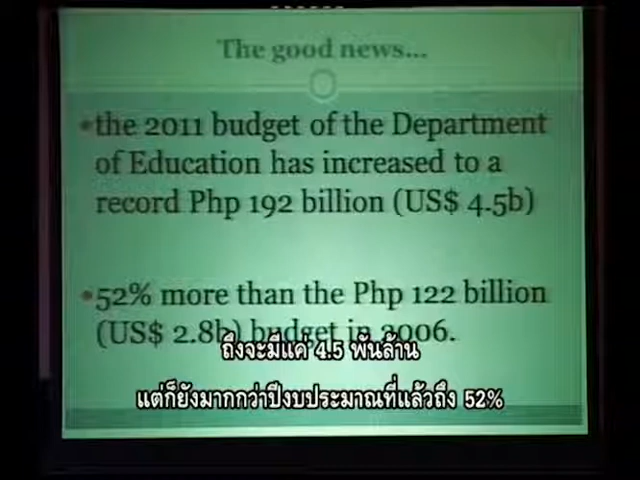 The good news...
•the 2011 budget of the Department
of Education has increased to a
record Php 192 billion (US$ 4.5b)
•52% more than the Php 122 billion
(US$ 2.8b) budget in 2006.
ถึงจะมีแค่ 4.5 พันล้าน
แต่ก็ยังมากกว่าปีงบประมาณที่แล้วถึง 52%